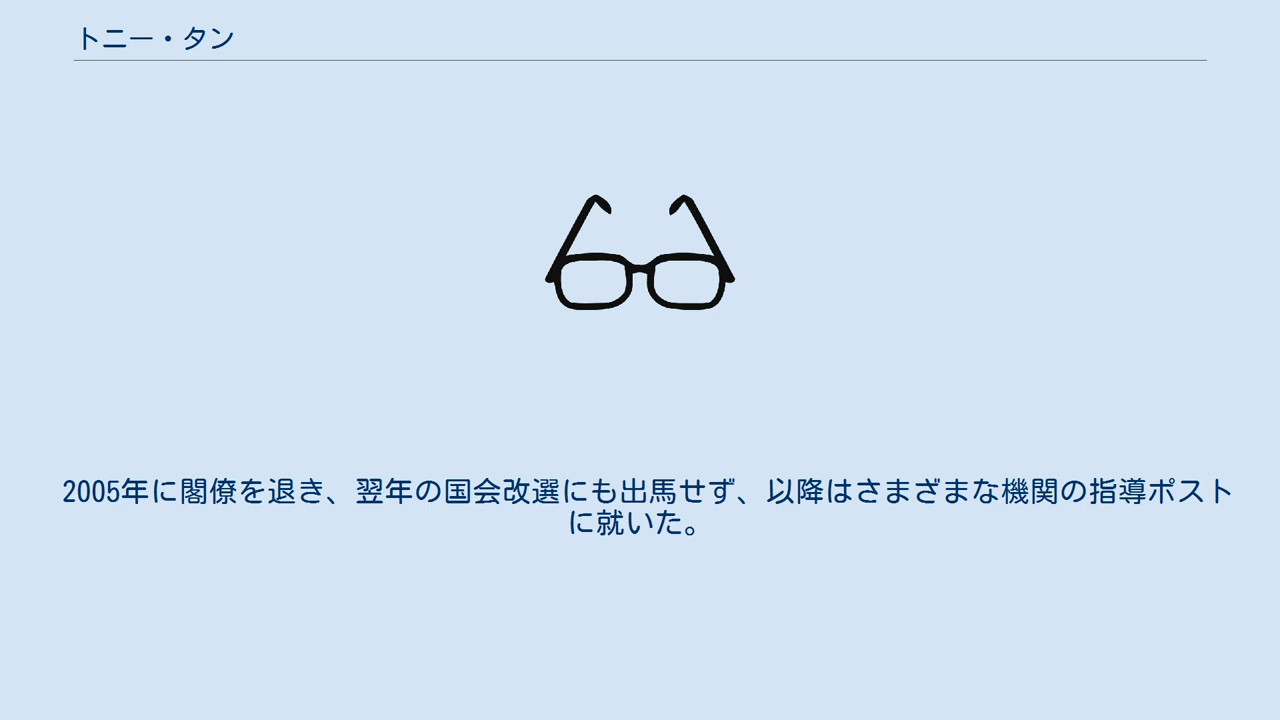 トニー・タン
2005年に閣僚を退き、翌年の国会改選にも出馬せず、以降はさまざまな機関の指導ポスト
に就いた。